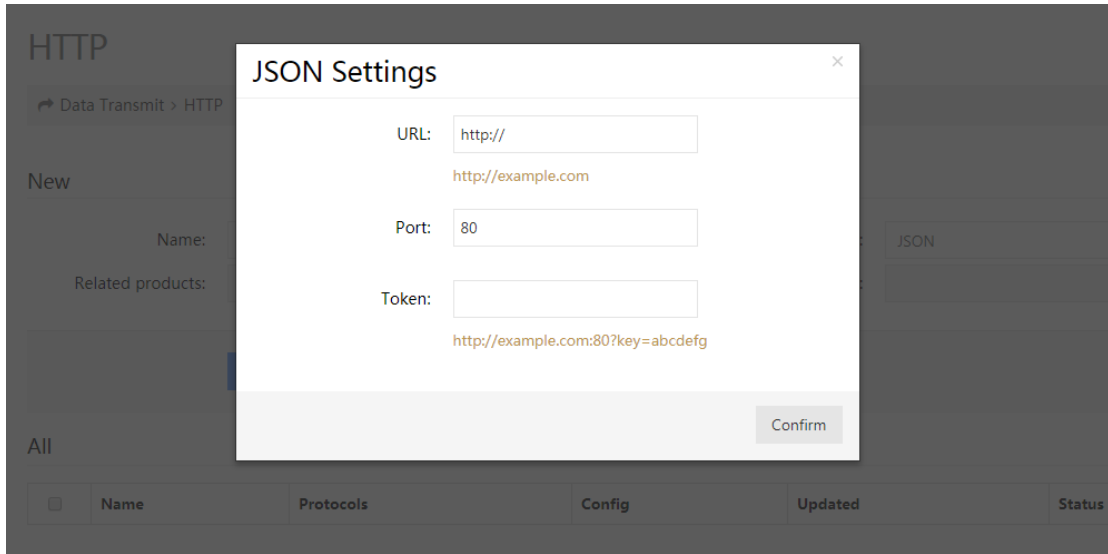 HTTP
Data Transmit > HTTP
New
Name:
Related products:
JSON
JSON Settings
×
URL: http://
http://example.com
Port: 80
Token:
http://example.com:80?key=abcdefg
Confirm
All
Name Protocols Config Updated Status